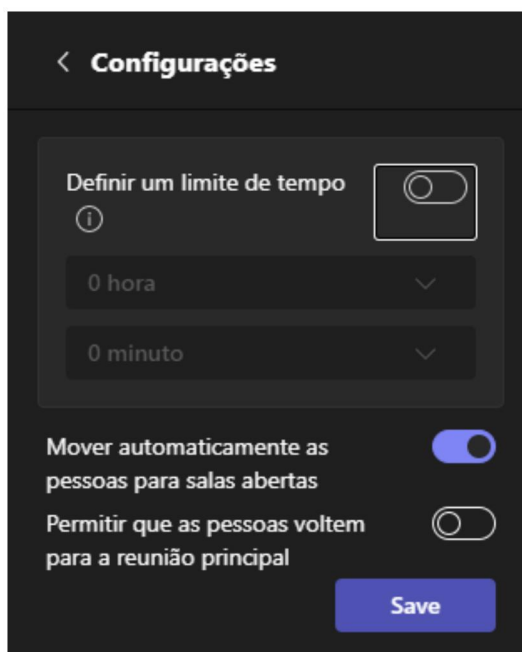 Configurações
Definir um limite de tempo
0 hora
0 minuto
Mover automaticamente as
pessoas para salas abertas
Permitir que as pessoas voltem
para a reunião principal
Save